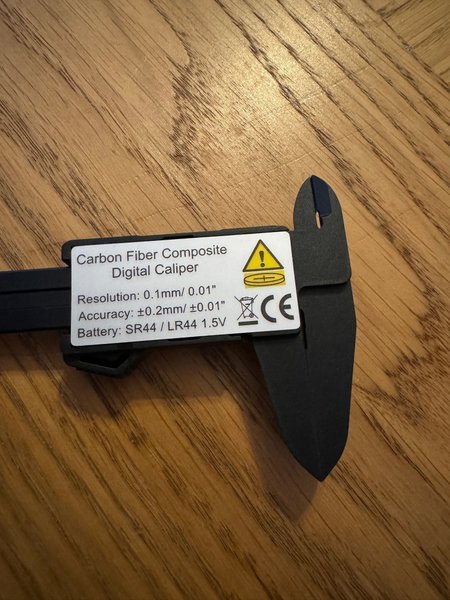 Carbon Fiber Composite
Digital Caliper
Resolution: 0.1mm/ 0.01"
Accuracy: ±0.2mm/ ±0.01"
Battery: SR44 / LR44 1.5V
CE